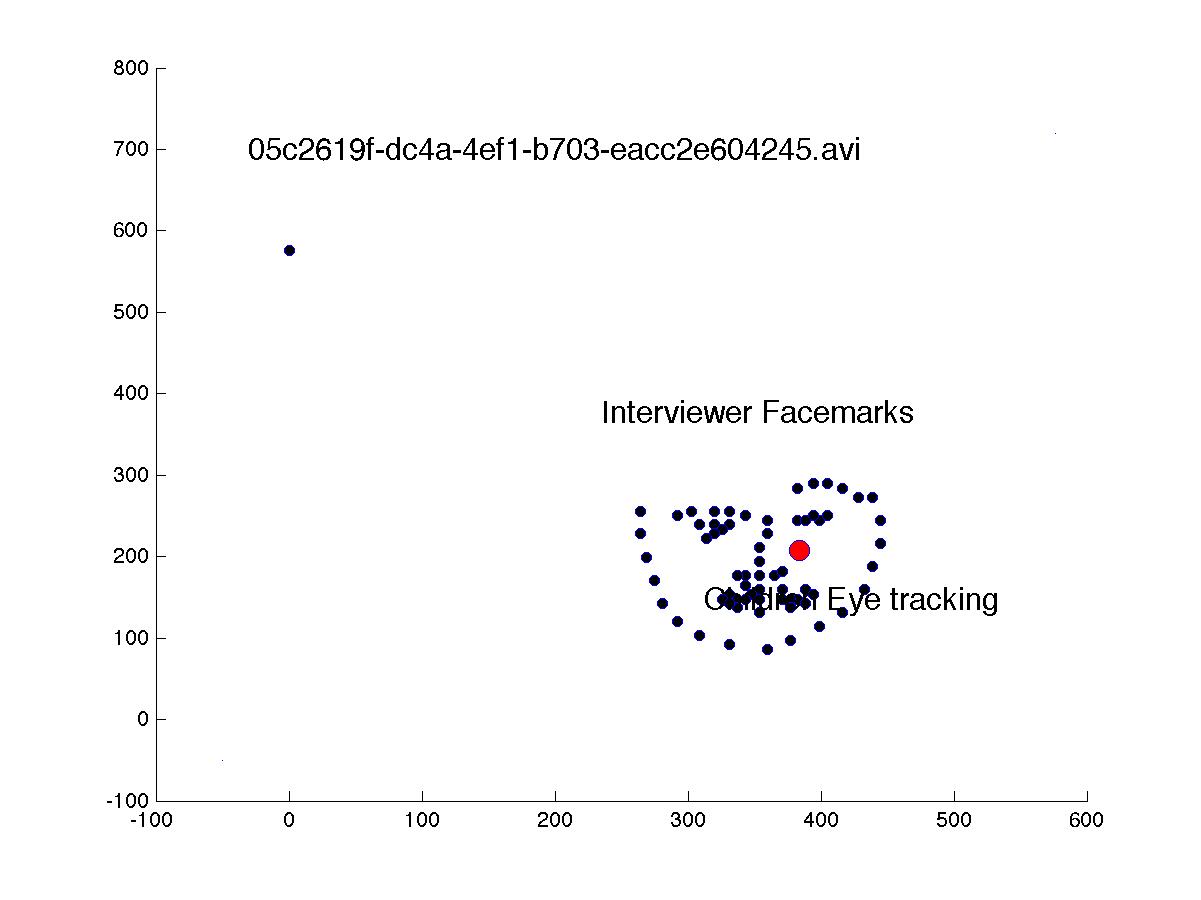 800
700
05c2619f-dc4a-4ef1-b703-eacc2e604245.avi
600
500
400
Interviewer Facemarks
300
200
Children Eye tracking
100
0
-100
-100 0 100 200 300 400 500 600